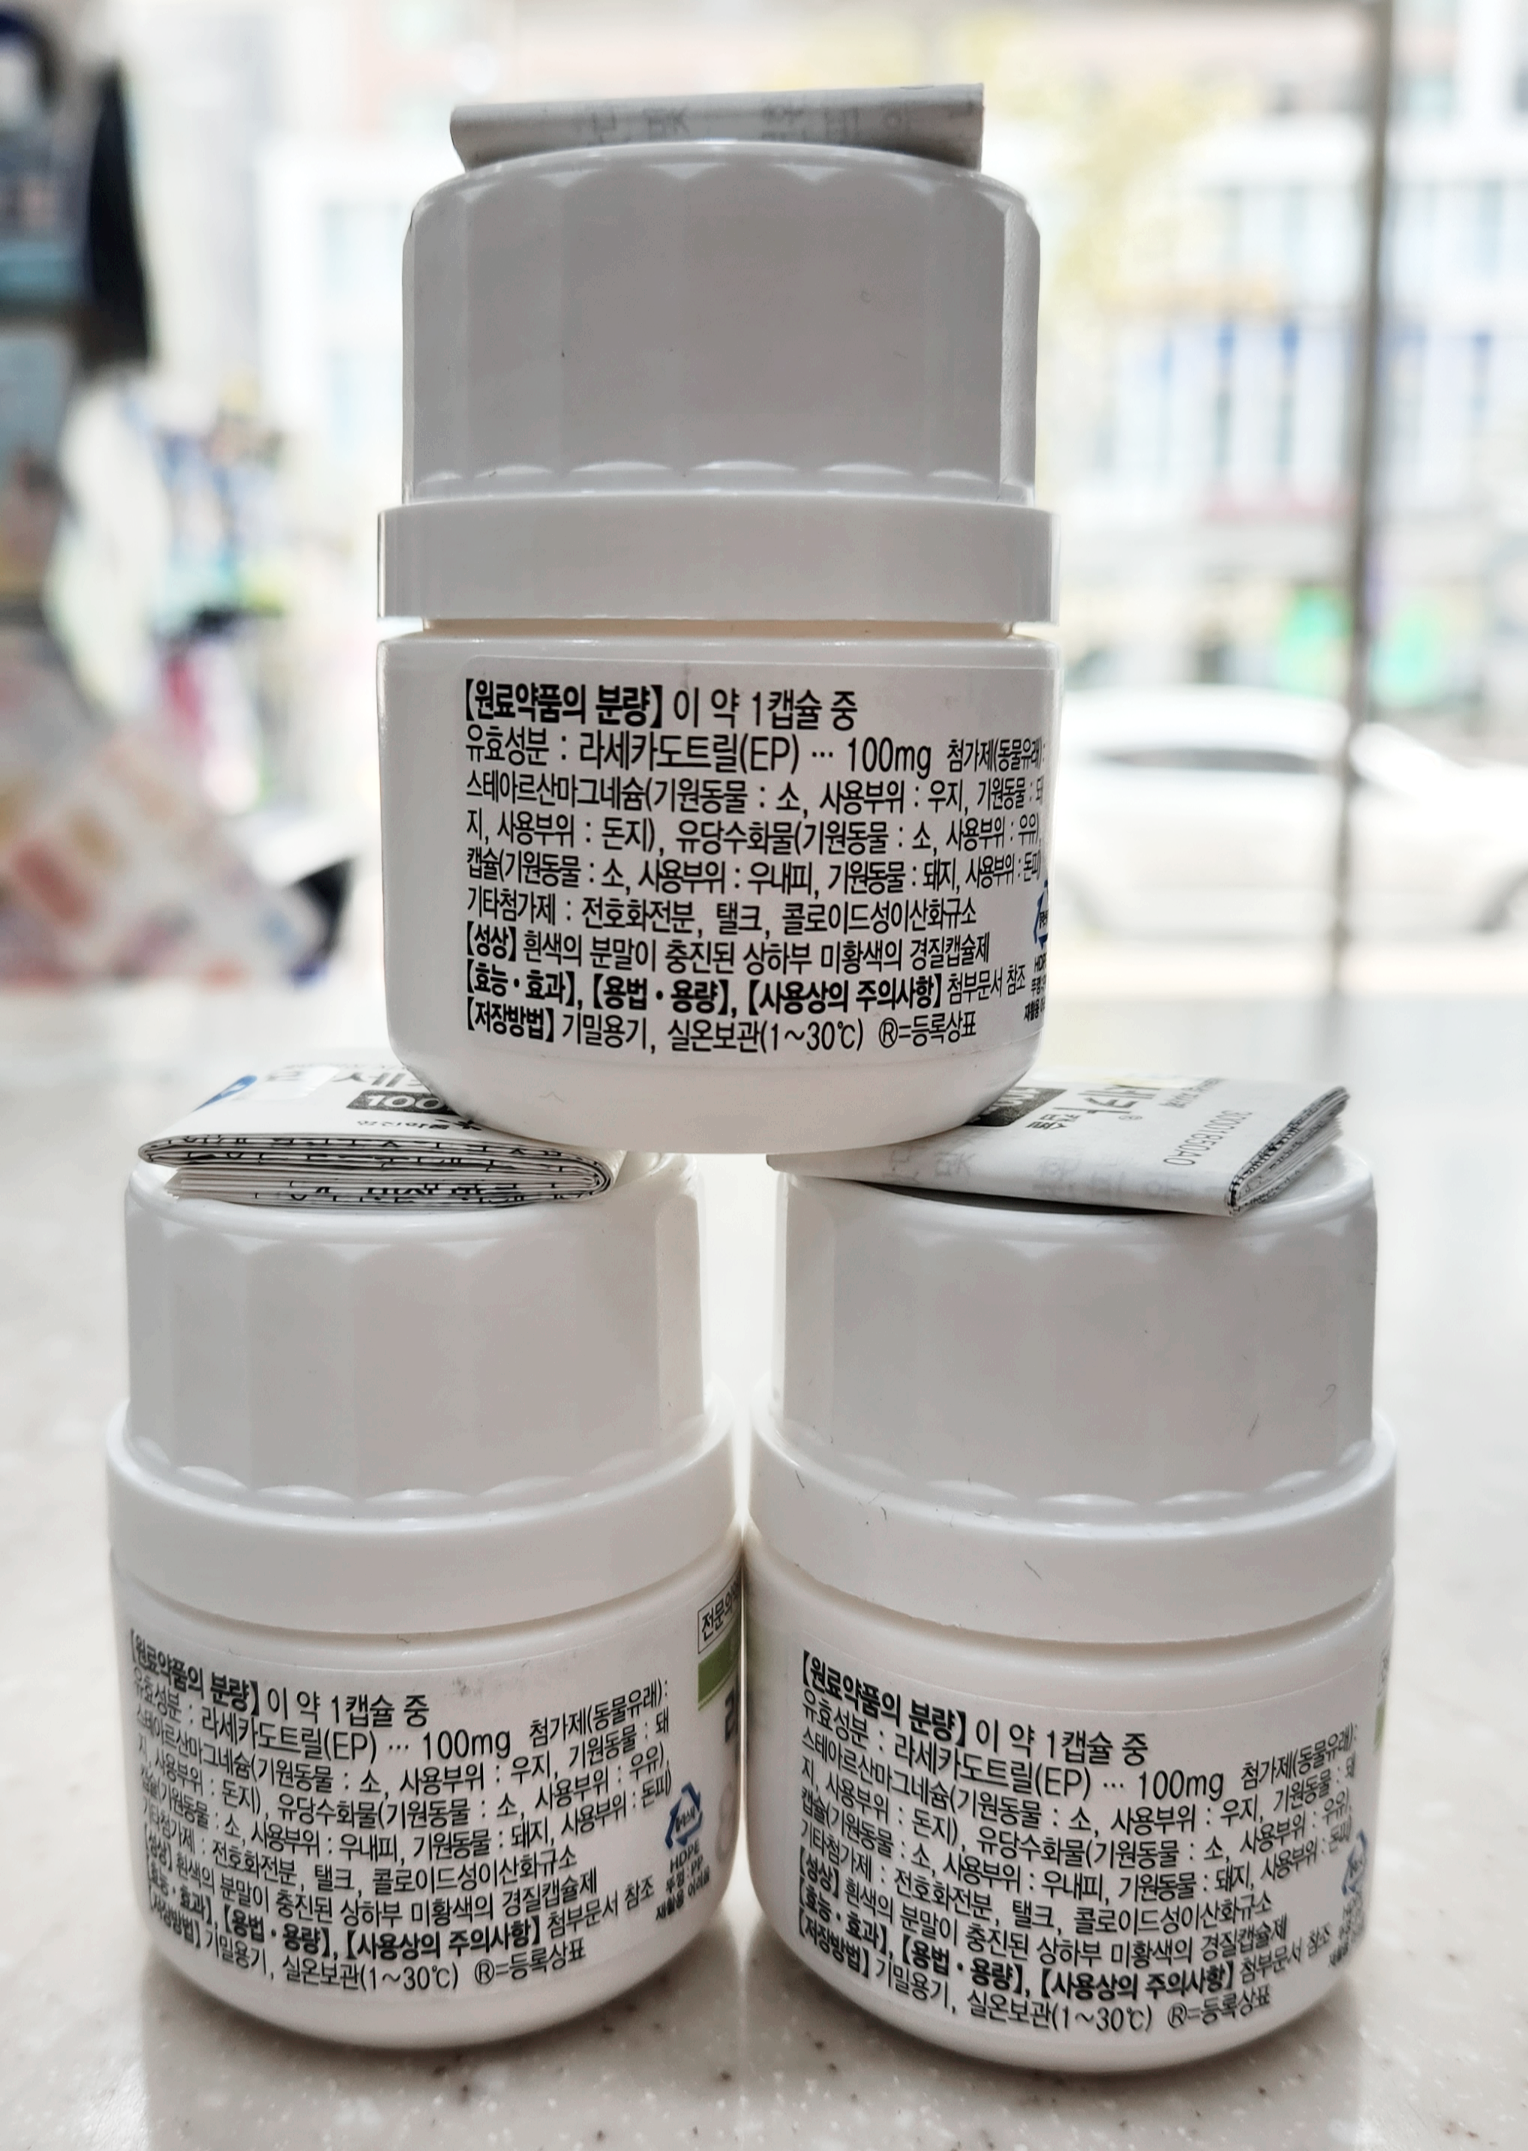 【원료약품의 분량】 이 약 1캡슐 중
유효성분 : 라세카도트릴(EP) ··· 100mg 첨가제(동물유래) :
스테아르산마그네슘(기원동물 : 소, 사용부위 : 우지, 기원동물 : 돼
지, 사용부위 : 돈지), 유당수화물(기원동물 : 소, 사용부위 : 우유),
캡슐(기원동물 : 소, 사용부위 : 우내피, 기원동물 : 돼지, 사용부위 : 돈피)
기타첨가제 : 전호화전분, 탤크, 콜로이드성이산화규소
【성상】 흰색의 분말이 충진된 상하부 미황색의 경질캡슐제
【효능·효과】, 【용법·용량】, 【사용상의 주의사항】 첨부문서 참조
【저장방법】 기밀용기, 실온보관(1~30℃) ®=등록상표
세
100
®
【원료약품의 분량】 이 약 1캡슐 중
유효성분 : 라세카도트릴(EP) ··· 100mg 첨가제(동물유래) :
스테아르산마그네슘(기원동물 : 소, 사용부위 : 우지, 기원동물 : 돼
지, 사용부위 : 돈지), 유당수화물(기원동물 : 소, 사용부위 : 우유),
캡슐(기원동물 : 소, 사용부위 : 우내피, 기원동물 : 돼지, 사용부위 : 돈피)
기타첨가제 : 전호화전분, 탤크, 콜로이드성이산화규소
【성상】 흰색의 분말이 충진된 상하부 미황색의 경질캡슐제
【효능·효과】, 【용법·용량】, 【사용상의 주의사항】 첨부문서 참조
【저장방법】 기밀용기, 실온보관(1~30℃) ®=등록상표
HDPE
뚜껑:PP
전문의
【원료약품의 분량】 이 약 1캡슐 중
유효성분 : 라세카도트릴(EP) ··· 100mg 첨가제(동물유래) :
스테아르산마그네슘(기원동물 : 소, 사용부위 : 우지, 기원동물 : 돼
지, 사용부위 : 돈지), 유당수화물(기원동물 : 소, 사용부위 : 우유),
캡슐(기원동물 : 소, 사용부위 : 우내피, 기원동물 : 돼지, 사용부위 : 돈피)
기타첨가제 : 전호화전분, 탤크, 콜로이드성이산화규소
【성상】 흰색의 분말이 충진된 상하부 미황색의 경질캡슐제
【효능·효과】, 【용법·용량】, 【사용상의 주의사항】 첨부문서 참조
【저장방법】 기밀용기, 실온보관(1~30℃) ®=등록상표